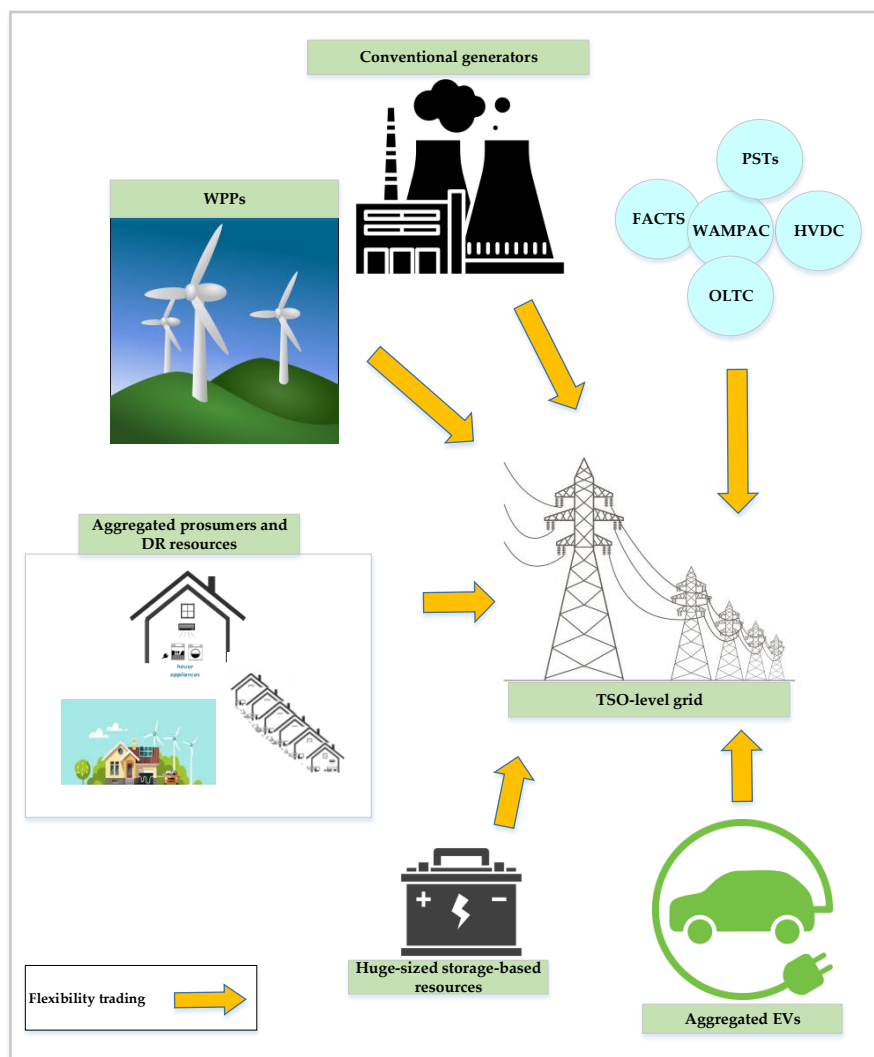 Conventional generators
WPPs
PSTs
FACTS
WAMPAC
HVDC
OLTC
Aggregated prosumers and
DR resources
house
appliances
TSO-level grid
+
−
Huge-sized storage-based
resources
Aggregated EVs
Flexibility trading